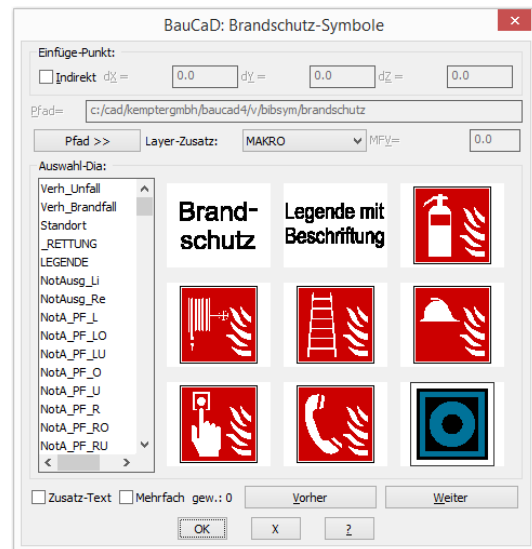 BauCaD: Brandschutz-Symbole
Einfüge-Punkt:
Indirekt dX = 0.0 dY = 0.0 dZ = 0.0
Pfad= c:/cad/kemptergmbh/baucad4/v/bibsym/brandschutz
Pfad >> Layer-Zusatz: MAKRO MFV= 0.0
Auswahl-Dia:
Verh_Unfall
Verh_Brandfall
Standort
_RETTUNG
LEGENDE
NotAusg_Li
NotAusg_Re
NotA_PF_L
NotA_PF_LO
NotA_PF_LU
NotA_PF_O
NotA_PF_U
NotA_PF_R
NotA_PF_RO
NotA_PF_RU
Brand-
schutz
Legende mit
Beschriftung
Zusatz-Text Mehrfach gew.: 0 Vorher Weiter
OK X ?